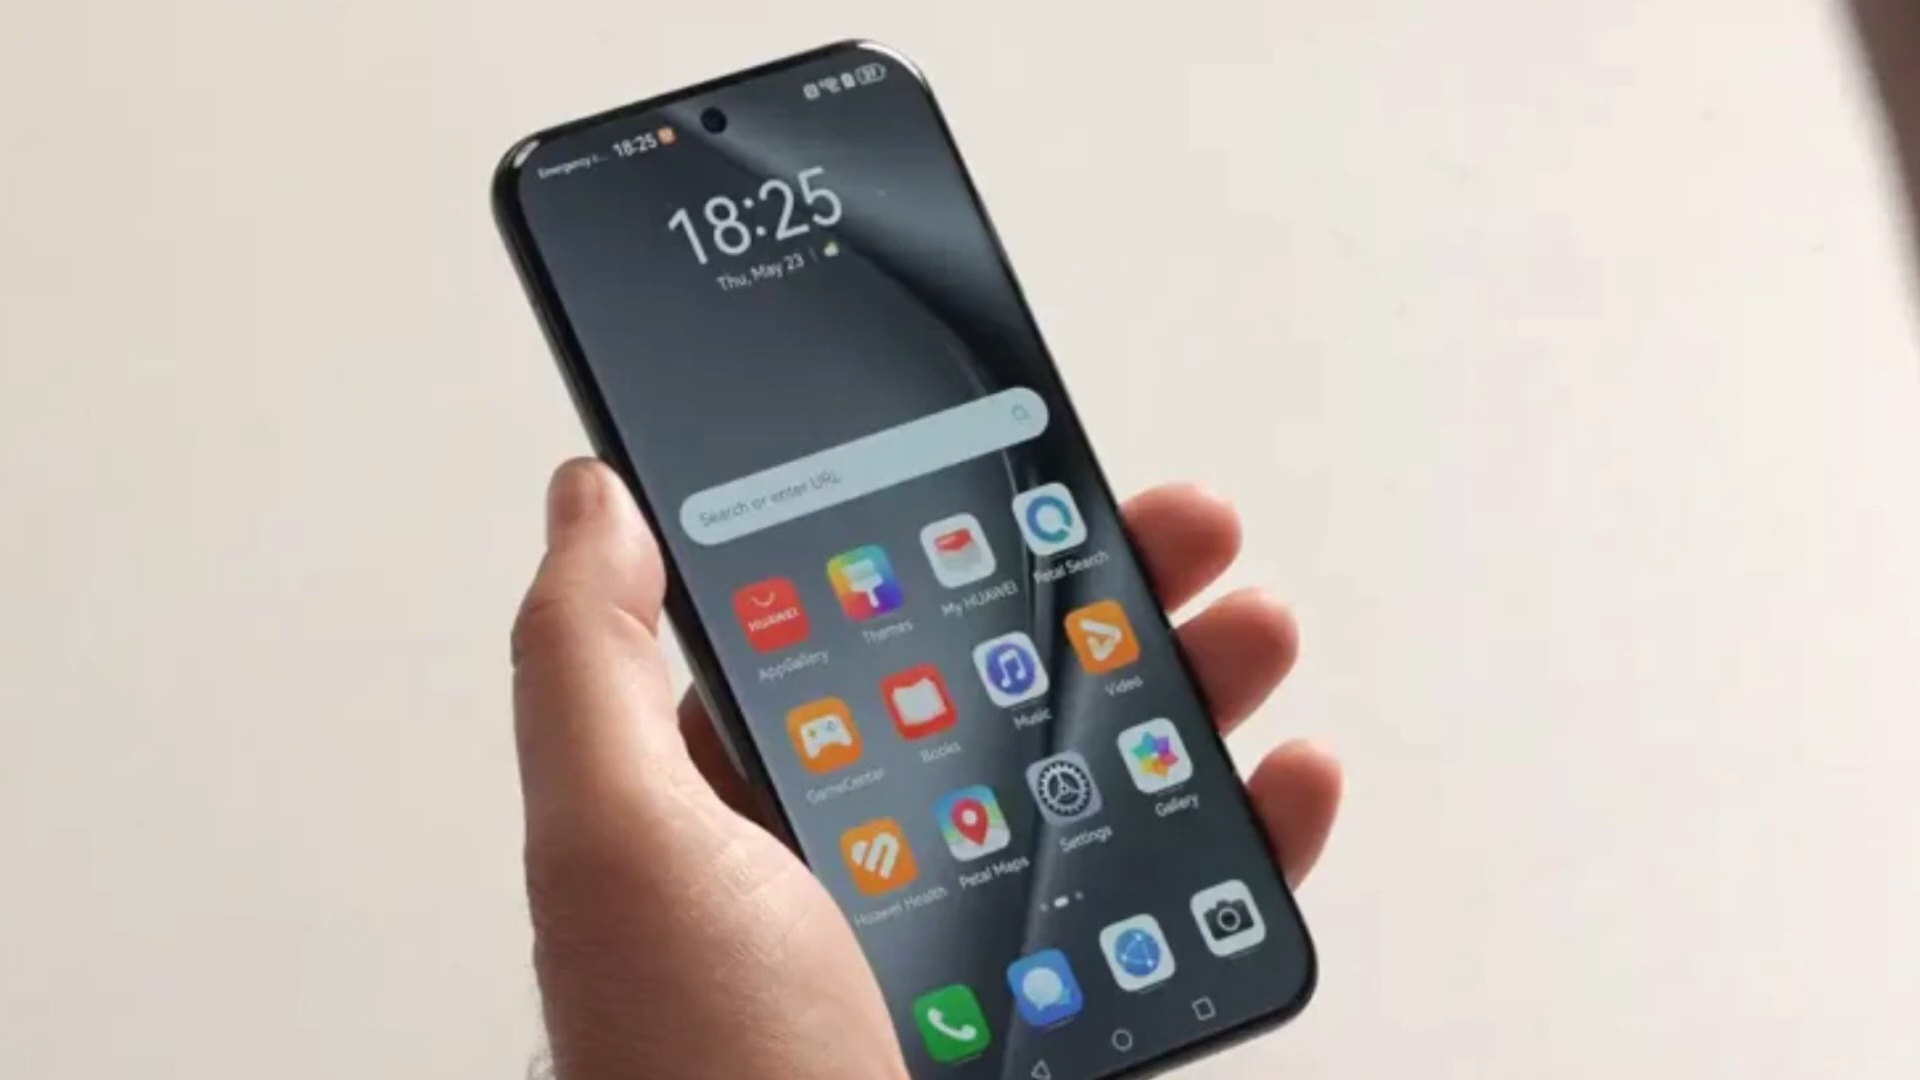 Emergency c... 18:25
18:25
Thu, May 23
Search or enter URL
HUAWEI
AppGallery
Themes
My HUAWEI
Petal Search
GameCenter
Books
Music
Video
Huawei Health
Petal Maps
Settings
Gallery